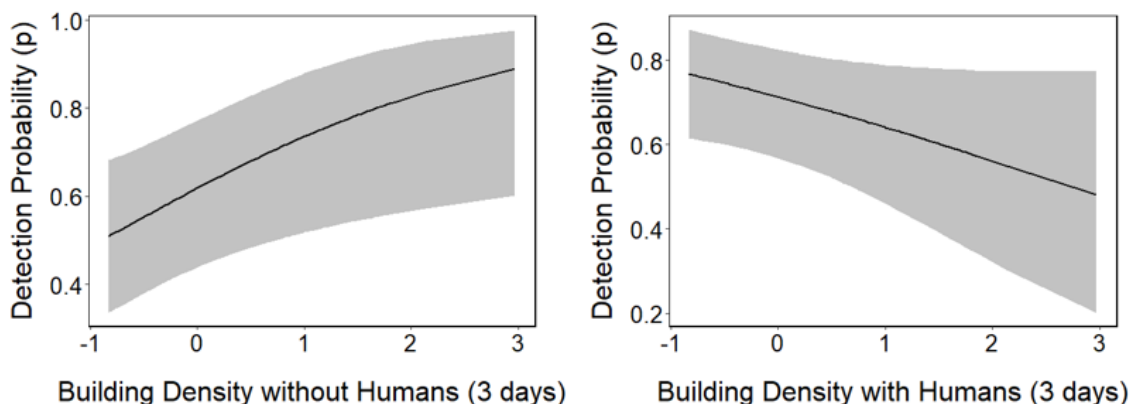 Detection Probability (p)
1.0
0.8
0.6
0.4
-1 0 1 2 3
Building Density without Humans (3 days)
Detection Probability (p)
0.8
0.6
0.4
0.2
-1 0 1 2 3
Building Density with Humans (3 days)